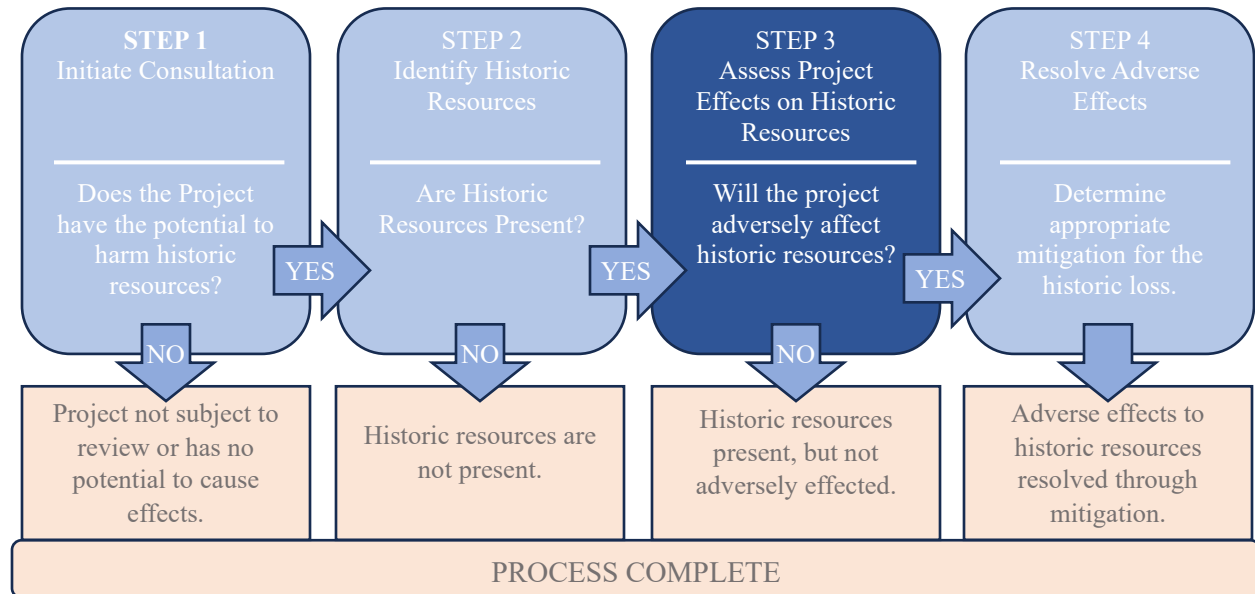 STEP 1
Initiate Consultation
Does the Project
have the potential to
harm historic
resources?
YES
NO
Project not subject to
review or has no
potential to cause
effects.
STEP 2
Identify Historic
Resources
Are Historic
Resources Present?
YES
NO
Historic resources are
not present.
STEP 3
Assess Project
Effects on Historic
Resources
Will the project
adversely affect
historic resources?
YES
NO
Historic resources
present, but not
adversely effected.
STEP 4
Resolve Adverse
Effects
Determine
appropriate
mitigation for the
historic loss.
Adverse effects to
historic resources
resolved through
mitigation.
PROCESS COMPLETE